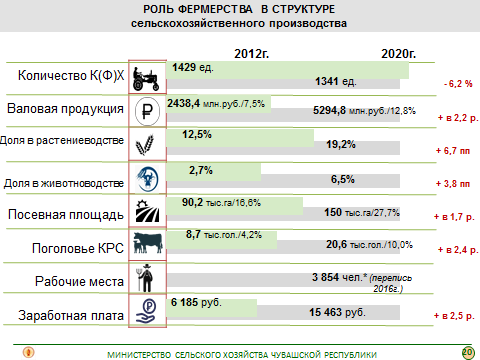 РОЛЬ ФЕРМЕРСТВА В СТРУКТУРЕ
сельскохозяйственного производства
2012г. 2020г.
Количество К(Ф)Х 1429 ед. 1341 ед. - 6,2 %
Валовая продукция 2438,4 млн.руб./7,5% 5294,8 млн.руб./12,8% + в 2,2 р.
Доля в растениеводстве 12,5% 19,2% + 6,7 пп
Доля в животноводстве 2,7% 6,5% + 3,8 пп
Посевная площадь 90,2 тыс.га/16,6% 150 тыс.га/27,7% + в 1,7 р.
Поголовье КРС 8,7 тыс.гол./4,2% 20,6 тыс.гол./10,0% + в 2,4 р.
Рабочие места 3 854 чел.* (перепись
2016г.)
Заработная плата 6 185 руб. 15 463 руб. + в 2,5 р.
МИНИСТЕРСТВО СЕЛЬСКОГО ХОЗЯЙСТВА ЧУВАШСКОЙ РЕСПУБЛИКИ 20